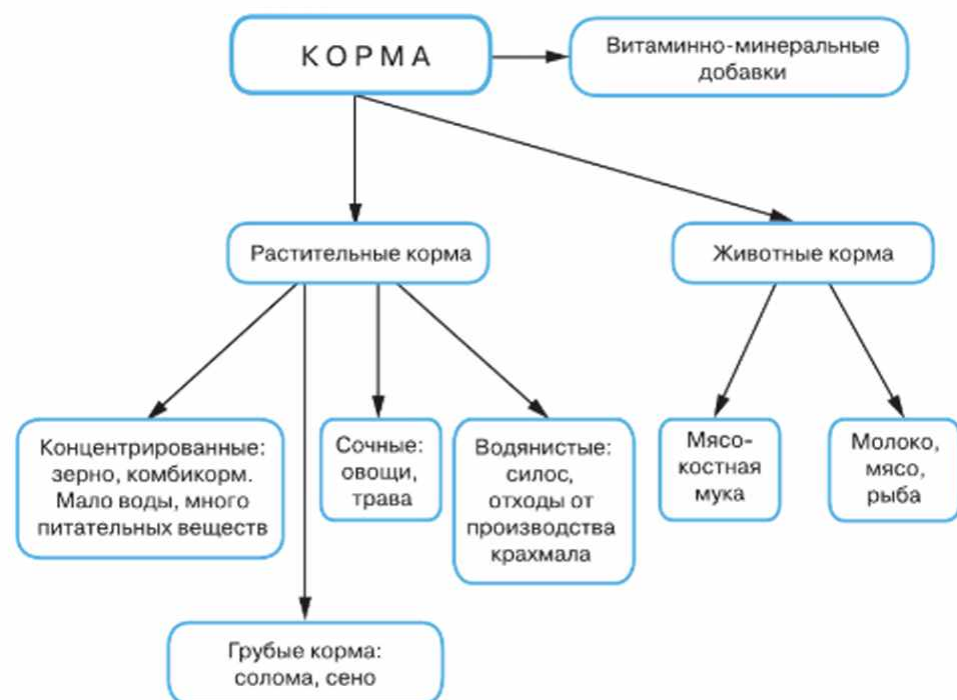 КОРМА
Витаминно-минеральные
добавки
Растительные корма
Животные корма
Концентрированные:
зерно, комбикорм.
Мало воды, много
питательных веществ
Сочные:
овощи,
трава
Водянистые:
силос,
отходы от
производства
крахмала
Мясо-
костная
мука
Молоко,
мясо,
рыба
Грубые корма:
солома, сено